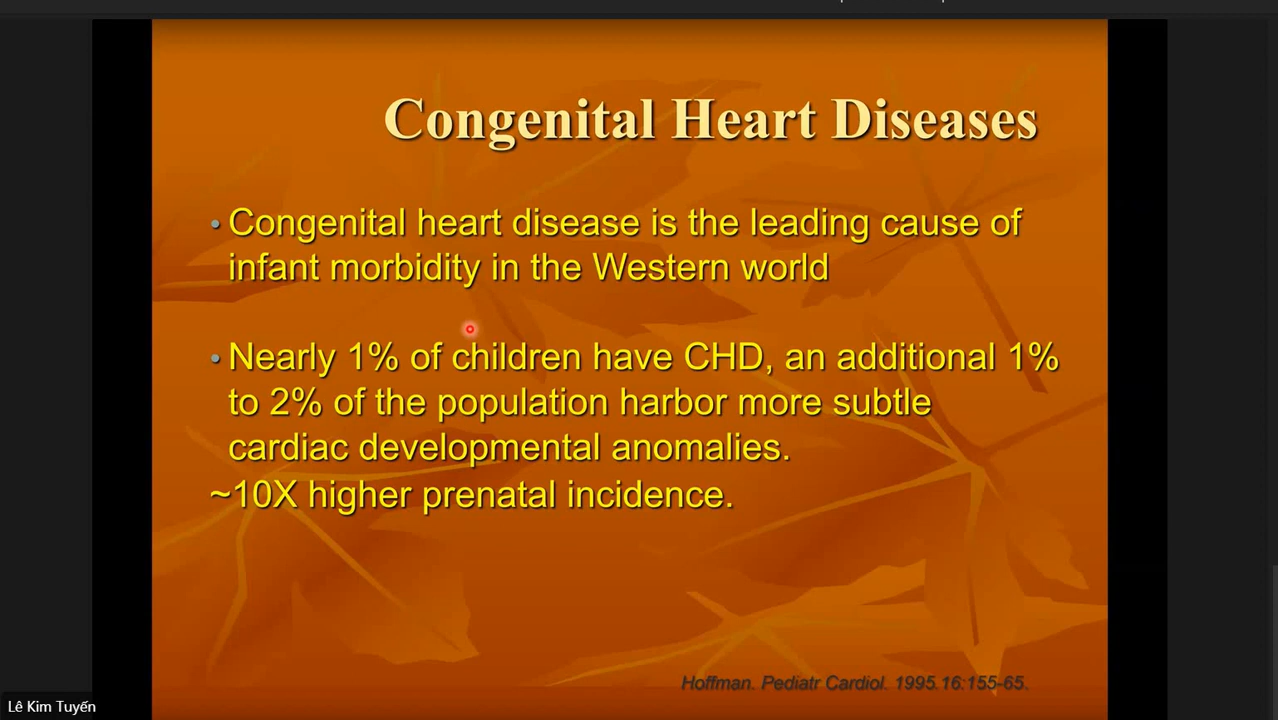 Congenital Heart Diseases
• Congenital heart disease is the leading cause of
infant morbidity in the Western world
• Nearly 1% of children have CHD, an additional 1%
to 2% of the population harbor more subtle
cardiac developmental anomalies.
~10X higher prenatal incidence.
Hoffman. Pediatr Cardiol. 1995.16:155-65.
Lê Kim Tuyến